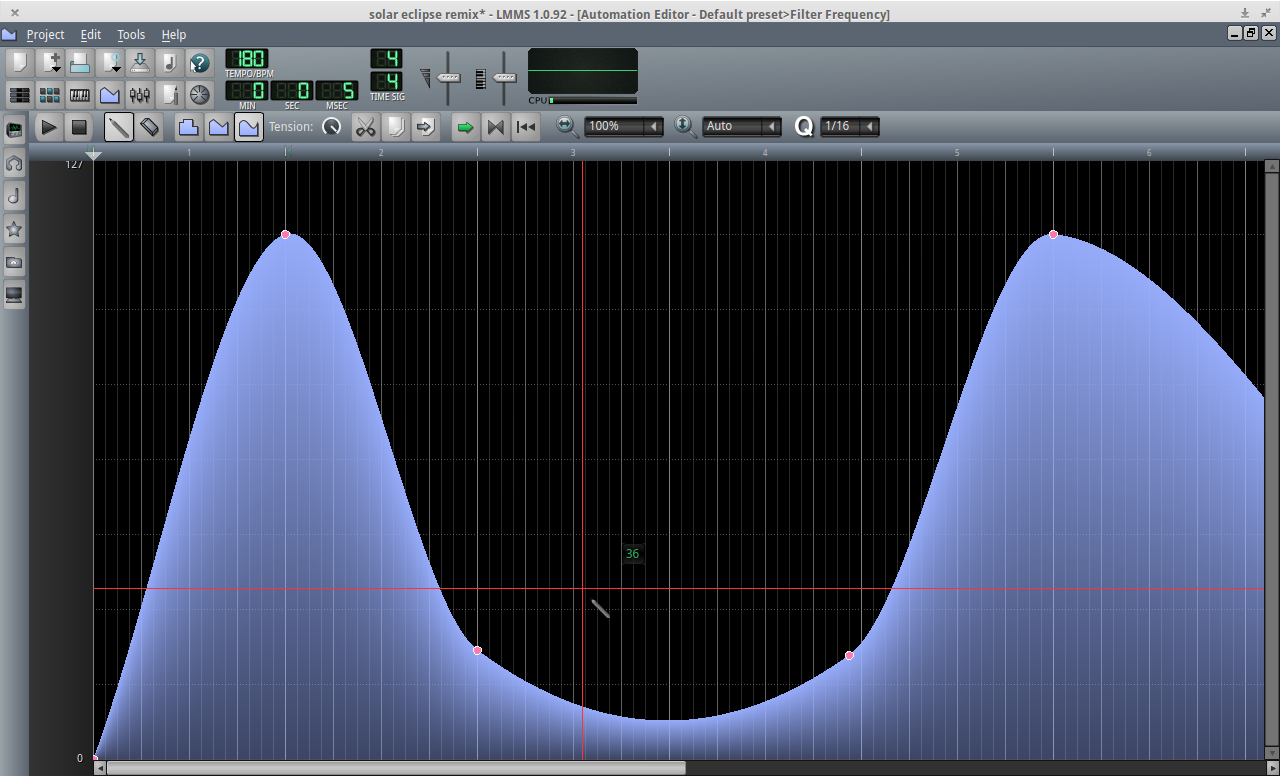 solar eclipse remix* - LMMS 1.0.92 - [Automation Editor - Default preset>Filter Frequency]
Project Edit Tools Help
180
TEMPO/BPM
4
0 0 5
MIN SEC MSEC
4
TIME SIG
CPU
Tension:
100%
Auto
Q
1/16
1 2 3 4 5 6
127
36
0